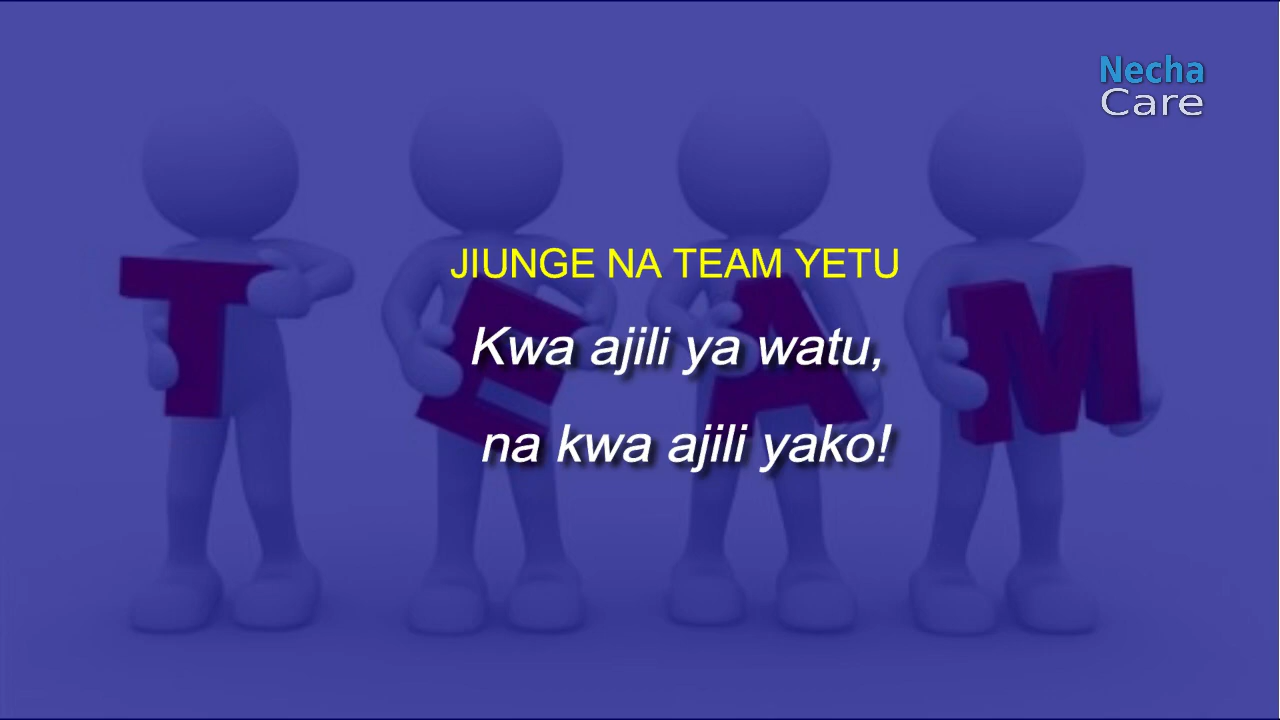 Necha
Care
JIUNGE NA TEAM YETU
Kwa ajili ya watu,
na kwa ajili yako!
T E A M